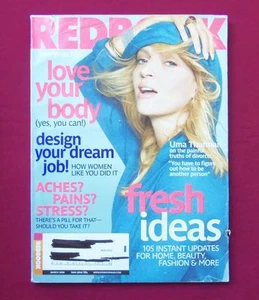 REDBOOK
love
your
body
(yes, you can!)
design
your dream
job!
HOW WOMEN
LIKE YOU DID IT
Uma Thurman
on the painful
truths of divorce
"You have to figure
out how to be
another person"
ACHES?
PAINS?
STRESS?
THERE'S A PILL FOR THAT—
SHOULD YOU TAKE IT?
fresh
ideas
105 INSTANT UPDATES
FOR HOME, BEAUTY,
FASHION & MORE